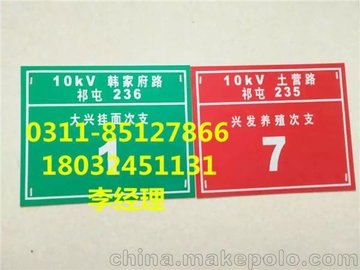 10kV 韩家府路
祁屯 236
大兴挂面次支
1
10kV 土营路
祁屯 235
兴发养殖次支
7
0311-85127866
18032451131
李经理
china.makepolo.com